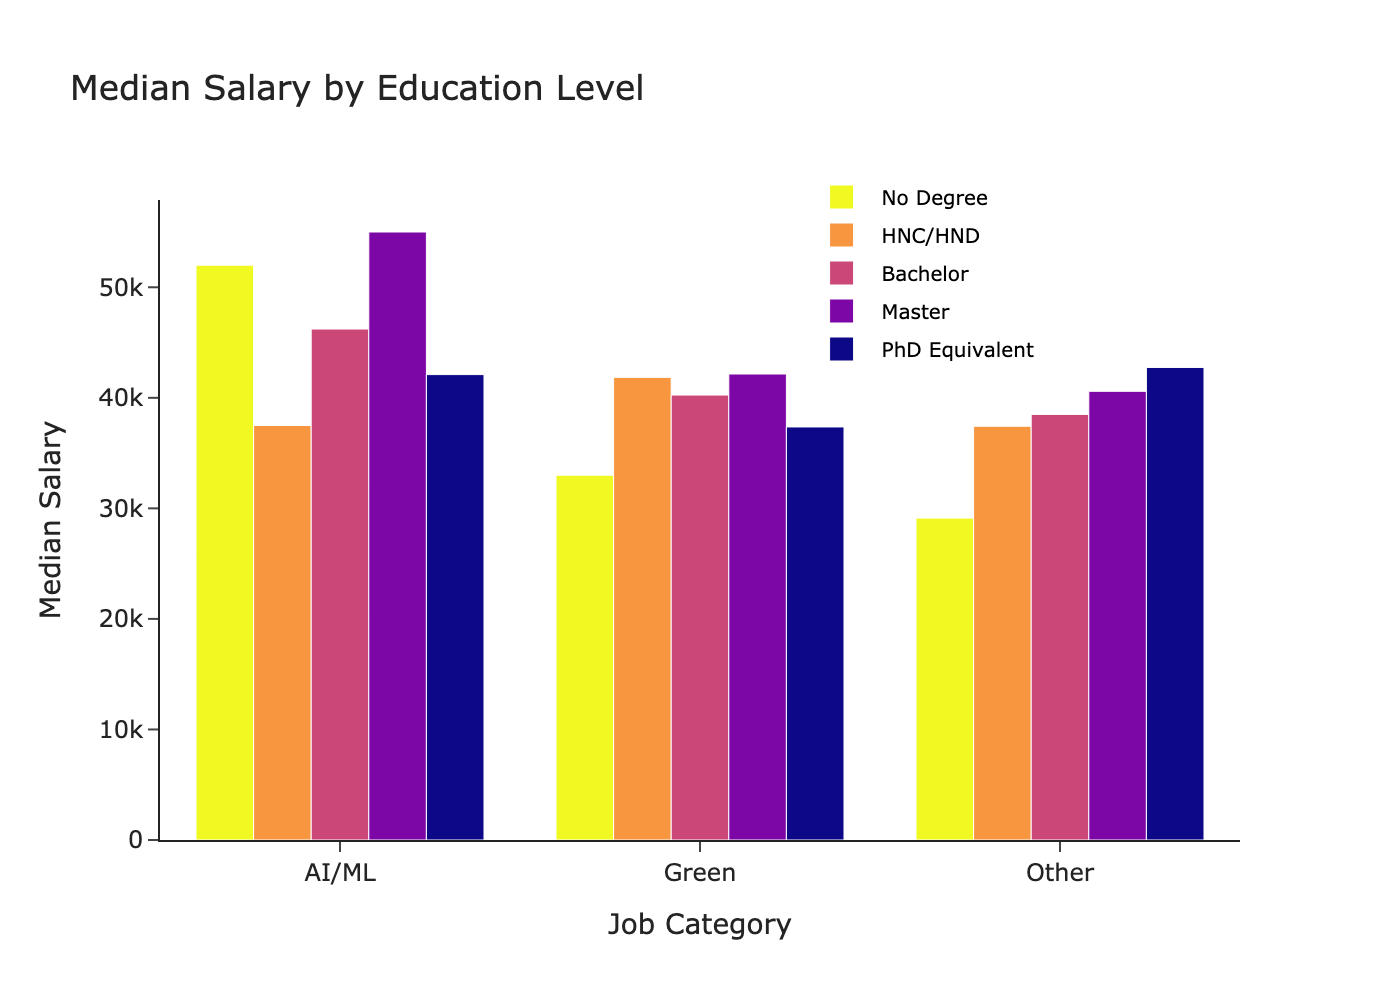 Median Salary by Education Level
No Degree
HNC/HND
Bachelor
Master
PhD Equivalent
50k
40k
30k
20k
10k
0
Median Salary
AI/ML
Green
Other
Job Category